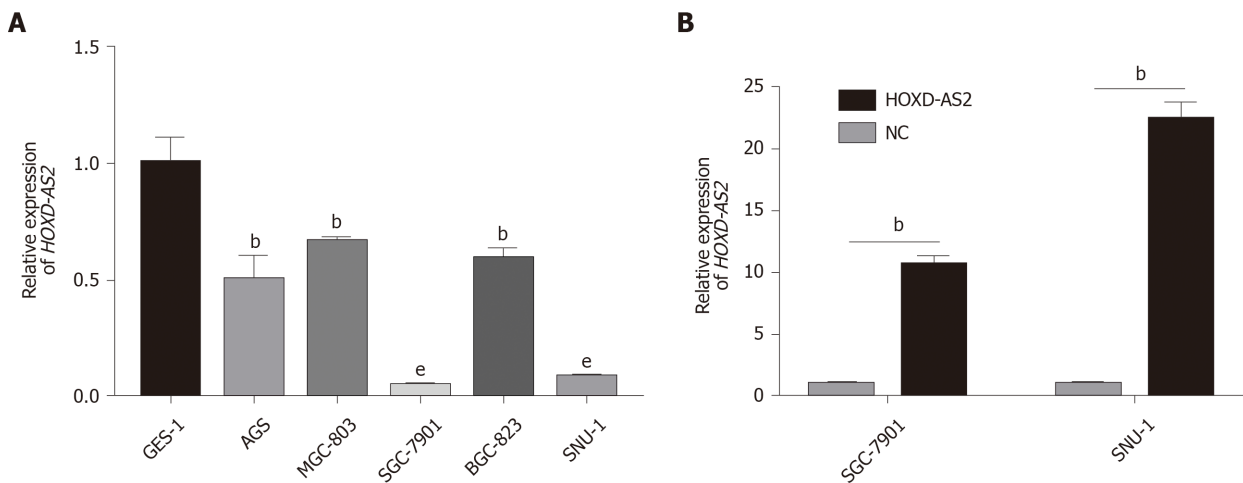 A
Relative expression
of HOXD-AS2
1.5
1.0
0.5
0.0
b
b
e
b
e
GES-1
AGS
MGC-803
SGC-7901
BGC-823
SNU-1
B
Relative expression
of HOXD-AS2
25
20
15
10
5
0
HOXD-AS2
NC
b
b
SGC-7901
SNU-1